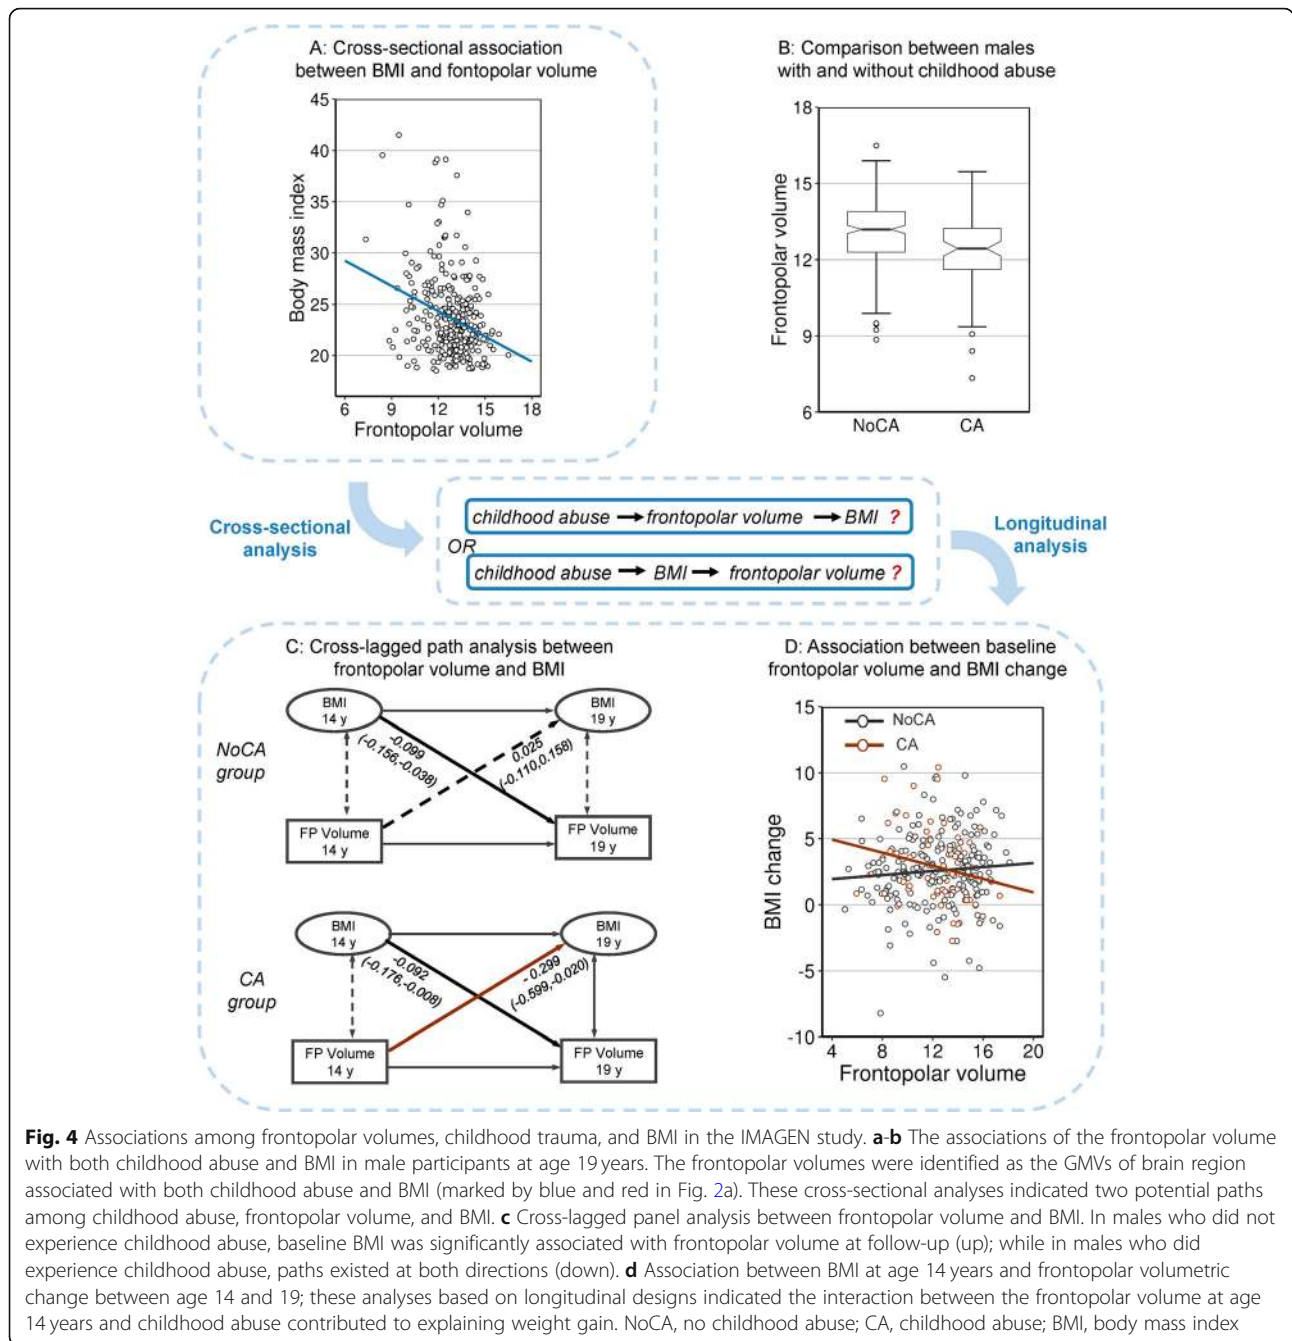 A: Cross-sectional association
between BMI and fontopolar volume
45
40
35
30
25
20
Body mass index
6 9 12 15 18
Frontopolar volume
B: Comparison between males
with and without childhood abuse
18
15
12
9
6
Frontopolar volume
NoCA CA
Cross-sectional
analysis
childhood abuse → frontopolar volume → BMI ?
OR
childhood abuse → BMI → frontopolar volume ?
Longitudinal
analysis
C: Cross-lagged path analysis between
frontopolar volume and BMI
NoCA
group
BMI
14 y
BMI
19 y
-0.099
(-0.156,-0.038)
0.025
(-0.110,0.158)
FP Volume
14 y
FP Volume
19 y
CA
group
BMI
14 y
BMI
19 y
-0.092
(-0.176,-0.008)
-0.299
(-0.599,-0.020)
FP Volume
14 y
FP Volume
19 y
D: Association between baseline
frontopolar volume and BMI change
15
10
5
0
-5
-10
BMI change
NoCA
CA
4 8 12 16 20
Frontopolar volume
Fig. 4 Associations among frontopolar volumes, childhood trauma, and BMI in the IMAGEN study. a-b The associations of the frontopolar volume
with both childhood abuse and BMI in male participants at age 19 years. The frontopolar volumes were identified as the GMVs of brain region
associated with both childhood abuse and BMI (marked by blue and red in Fig. 2a). These cross-sectional analyses indicated two potential paths
among childhood abuse, frontopolar volume, and BMI. c Cross-lagged panel analysis between frontopolar volume and BMI. In males who did not
experience childhood abuse, baseline BMI was significantly associated with frontopolar volume at follow-up (up); while in males who did
experience childhood abuse, paths existed at both directions (down). d Association between BMI at age 14 years and frontopolar volumetric
change between age 14 and 19; these analyses based on longitudinal designs indicated the interaction between the frontopolar volume at age
14 years and childhood abuse contributed to explaining weight gain. NoCA, no childhood abuse; CA, childhood abuse; BMI, body mass index